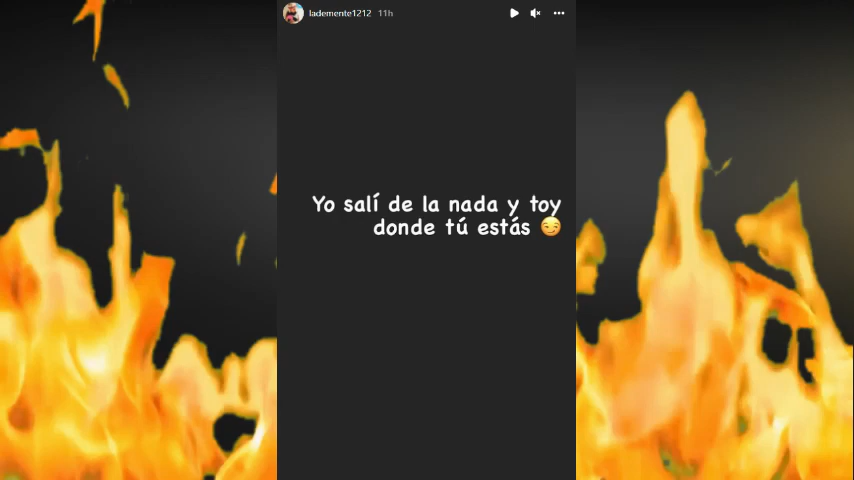 lademente1212 11h
Yo salí de la nada y toy
donde tú estás 😏